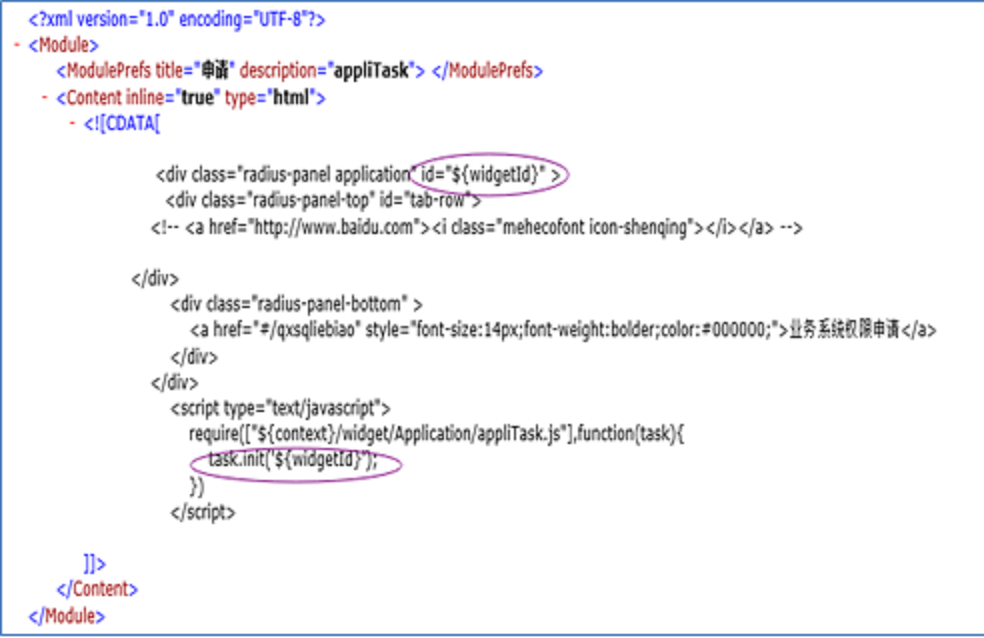 <?xml version="1.0" encoding="UTF-8"?>
- <Module>
<ModulePrefs title="申请" description="appliTask"> </ModulePrefs>
- <Content inline="true" type="html">
- <![CDATA[
<div class="radius-panel application" id="${widgetId}" >
<div class="radius-panel-top" id="tab-row">
<!-- <a href="http://www.baidu.com"><i class="mehecofont icon-shenqing"></i></a> -->
</div>
<div class="radius-panel-bottom" >
<a href="#/qxsqliebiao" style="font-size:14px;font-weight:bolder;color:#000000;">业务系统权限申请</a>
</div>
</div>
<script type="text/javascript">
require(["${context}/widget/Application/appliTask.js"],function(task){
task.init('${widgetId}');
})
</script>
]]>
</Content>
</Module>